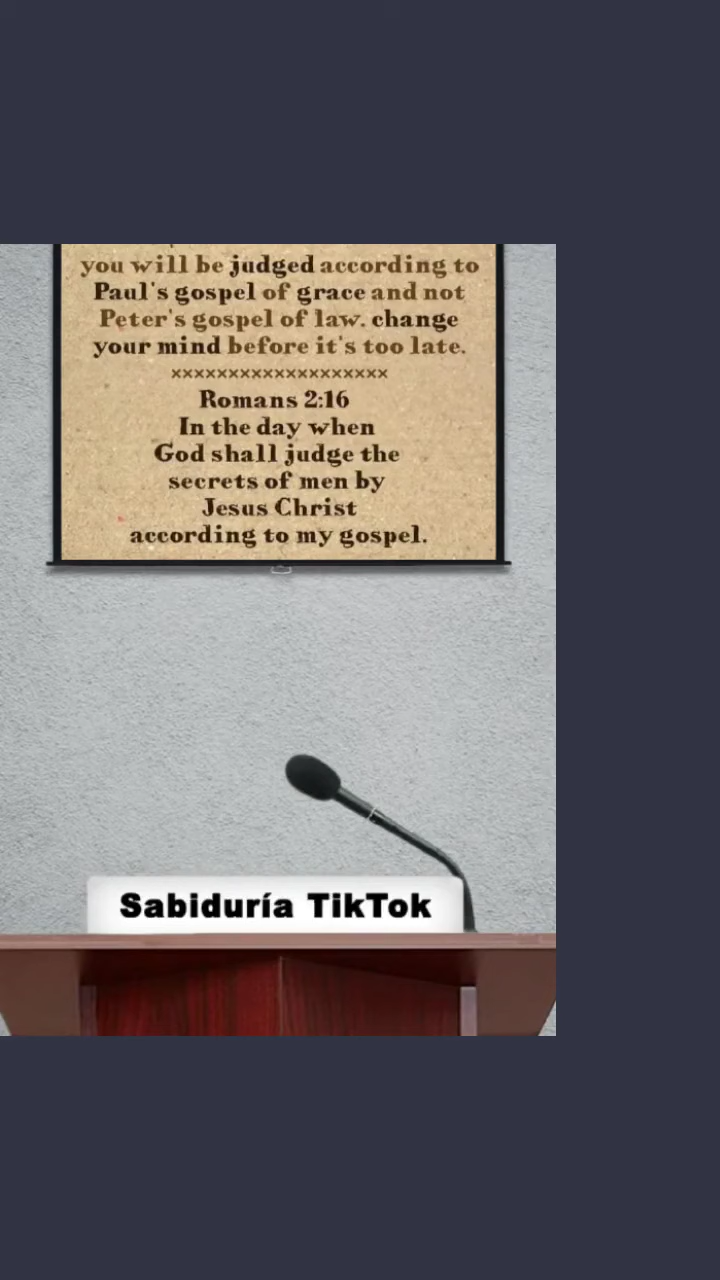 you will be judged according to
Paul's gospel of grace and not
Peter's gospel of law. change
your mind before it's too late.
×××××××××××××××××××
Romans 2:16
In the day when
God shall judge the
secrets of men by
Jesus Christ
according to my gospel.
Sabiduría TikTok